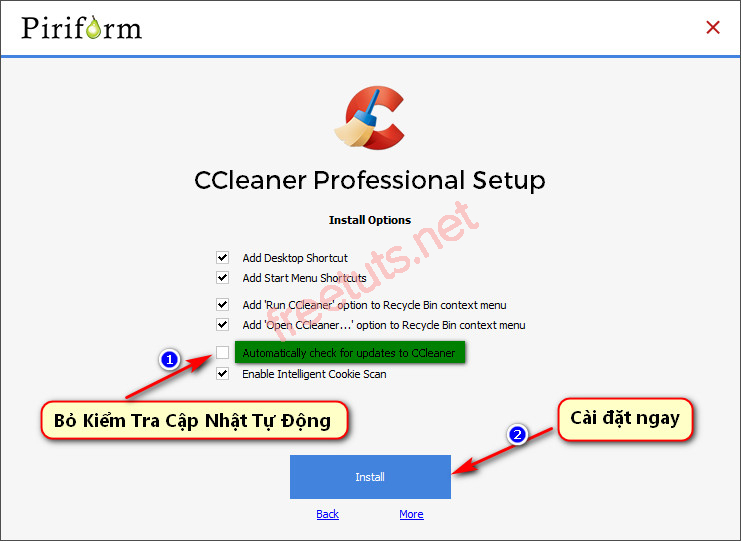 Piriform
CCleaner Professional Setup
Install Options
Add Desktop Shortcut
Add Start Menu Shortcuts
Add 'Run CCleaner' option to Recycle Bin context menu
Add 'Open CCleaner...' option to Recycle Bin context menu
1
Automatically check for updates to CCleaner
Enable Intelligent Cookie Scan
Bỏ Kiểm Tra Cập Nhật Tự Động
Cài đặt ngay
2
Install
Back More
freetuts.net